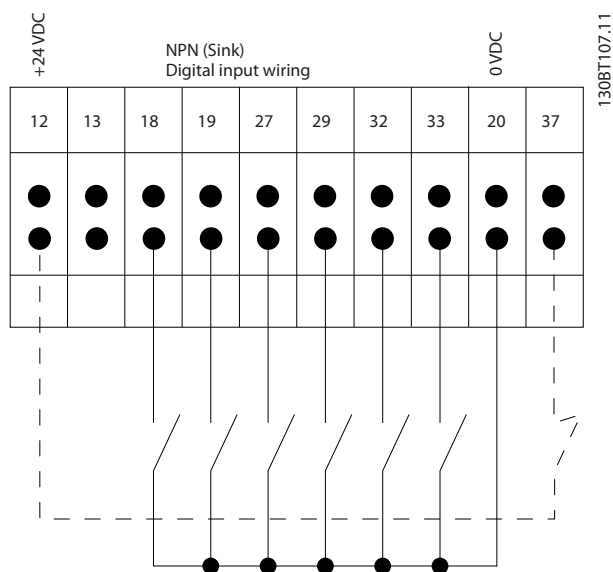 +24 VDC
NPN (Sink)
Digital input wiring
0 VDC
130BT107.11
12 13 18 19 27 29 32 33 20 37